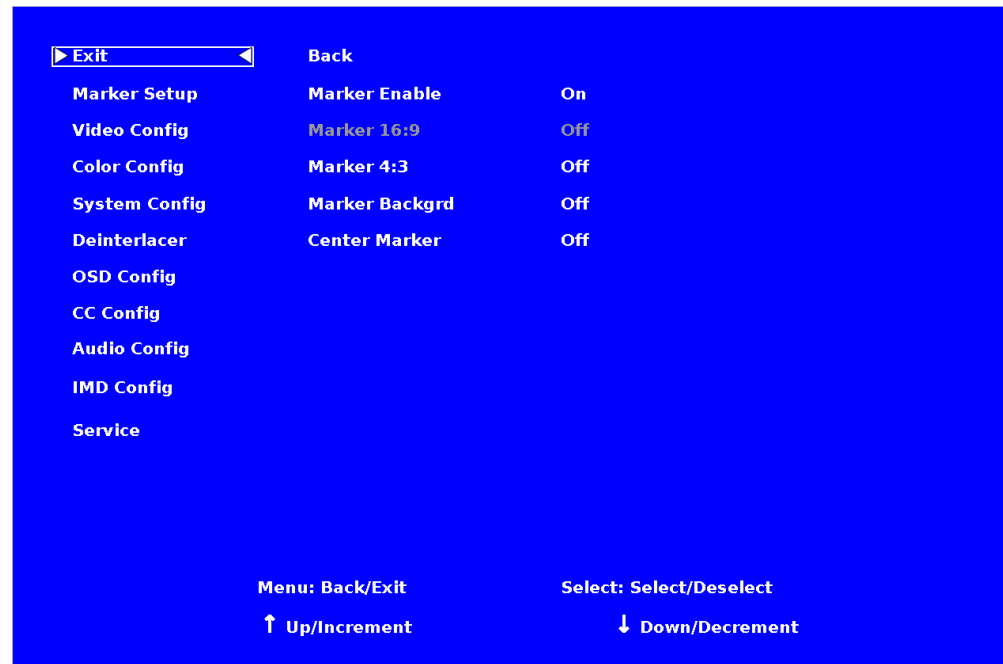 Exit Back
Marker Setup Marker Enable On
Video Config Marker 16:9 Off
Color Config Marker 4:3 Off
System Config Marker Backgrd Off
Deinterlacer Center Marker Off
OSD Config
CC Config
Audio Config
IMD Config
Service
Menu: Back/Exit Select: Select/Deselect
↑ Up/Increment ↓ Down/Decrement